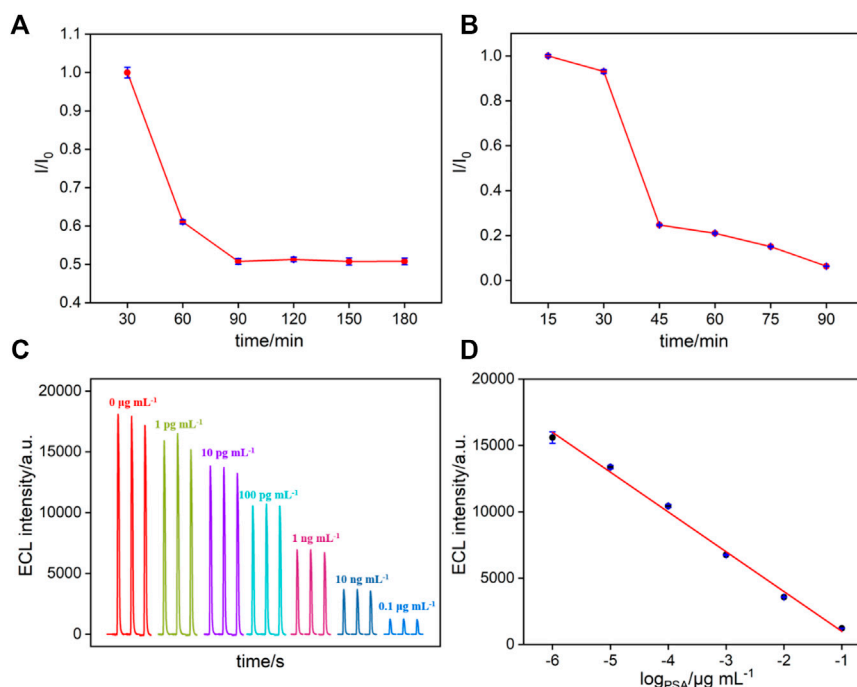 A
1.1
1.0
0.9
0.8
0.7
0.6
0.5
0.4
I/I₀
30 60 90 120 150 180
time/min
B
1.0
0.8
0.6
0.4
0.2
0.0
I/I₀
15 30 45 60 75 90
time/min
C
20000
15000
10000
5000
0
ECL intensity/a.u.
0 μg mL⁻¹
1 pg mL⁻¹
10 pg mL⁻¹
100 pg mL⁻¹
1 ng mL⁻¹
10 ng mL⁻¹
0.1 μg mL⁻¹
time/s
D
20000
15000
10000
5000
0
ECL intensity/a.u.
-6 -5 -4 -3 -2 -1
log_PSA/μg mL⁻¹